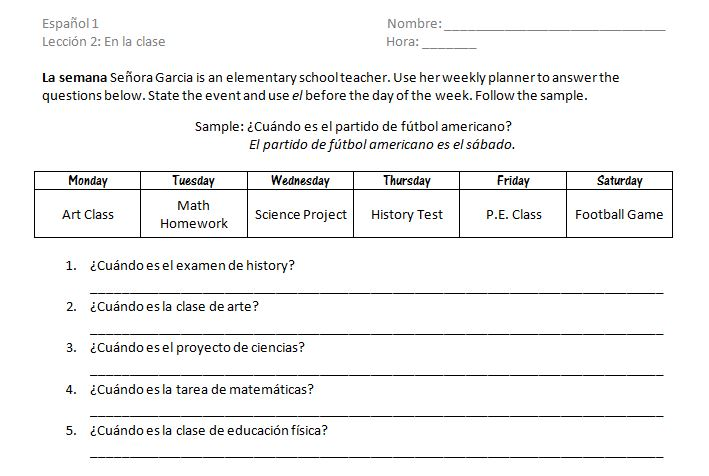 Español 1 Nombre:____________________________
Lección 2: En la clase Hora: _______
La semana Señora Garcia is an elementary school teacher. Use her weekly planner to answer the
questions below. State the event and use el before the day of the week. Follow the sample.
Sample: ¿Cuándo es el partido de fútbol americano?
El partido de fútbol americano es el sábado.
Monday Tuesday Wednesday Thursday Friday Saturday
Art Class Math Homework Science Project History Test P.E. Class Football Game
1. ¿Cuándo es el examen de history?
2. ¿Cuándo es la clase de arte?
3. ¿Cuándo es el proyecto de ciencias?
4. ¿Cuándo es la tarea de matemáticas?
5. ¿Cuándo es la clase de educación física?